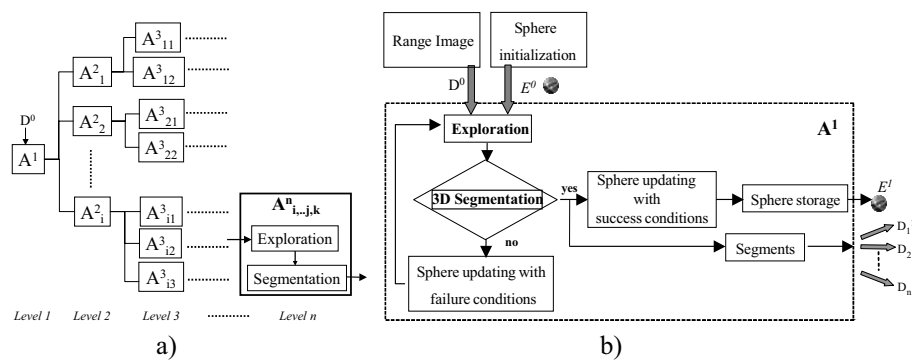 D⁰
A¹
A²₁
A²₂
A²ᵢ
A³₁₁
A³₁₂
A³₂₁
A³₂₂
A³ᵢ₁
A³ᵢ₂
A³ᵢ₃
Aⁿi,..j,k
Exploration
Segmentation
Level 1
Level 2
Level 3
Level n
a)
Range Image
Sphere
initialization
D⁰
E⁰
Exploration
A¹
3D Segmentation
yes
no
Sphere updating
with
success conditions
Sphere storage
E¹
Segments
Sphere updating with
failure conditions
D₁
D₂
Dₙ
b)